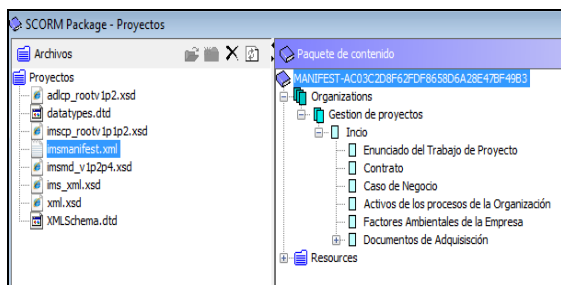 SCORM Package - Proyectos
Archivos
Proyectos
adlcp_rootv1p2.xsd
datatypes.dtd
imscp_rootv1p1p2.xsd
imsmanifest.xml
imsmd_v1p2p4.xsd
ims_xml.xsd
xml.xsd
XMLSchema.dtd
Paquete de contenido
MANIFEST-AC03C2D8F62FDF8658D6A28E47BF49B3
Organizations
Gestion de proyectos
Incio
Enunciado del Trabajo de Proyecto
Contrato
Caso de Negocio
Activos de los procesos de la Organización
Factores Ambientales de la Empresa
Documentos de Adquisisción
Resources